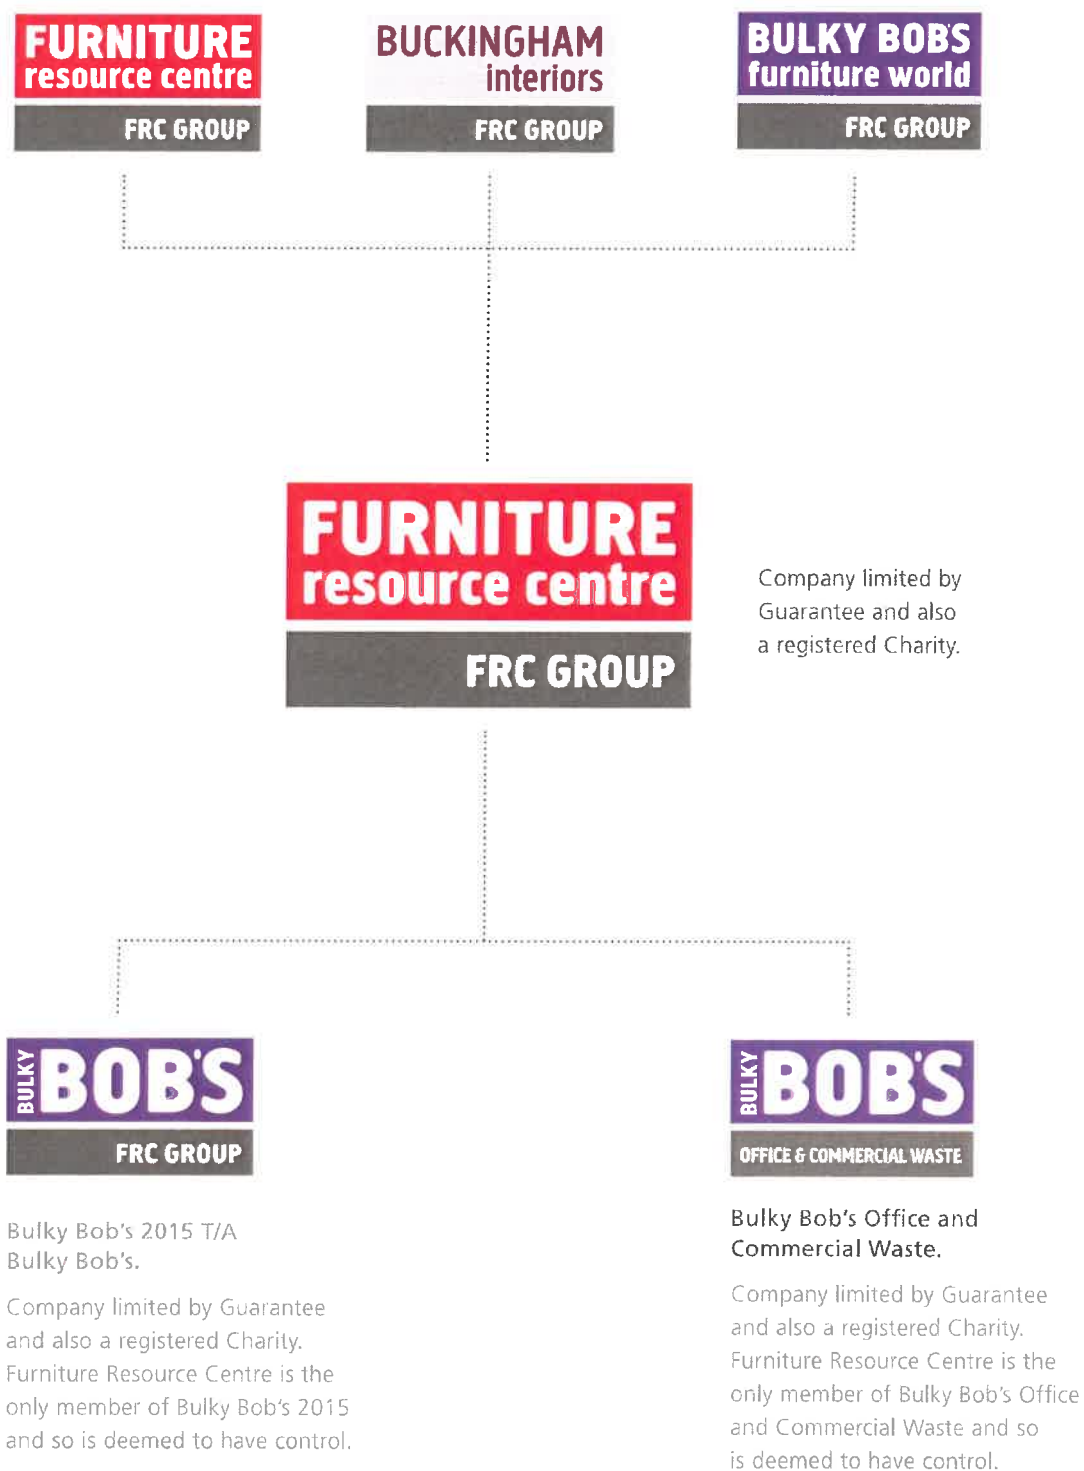 FURNITURE
resource centre
FRC GROUP
BUCKINGHAM
interiors
FRC GROUP
BULKY BOB'S
furniture world
FRC GROUP
FURNITURE
resource centre
FRC GROUP
Company limited by
Guarantee and also
a registered Charity.
BULKY BOB'S
FRC GROUP
Bulky Bob's 2015 T/A
Bulky Bob's.
Company limited by Guarantee
and also a registered Charity.
Furniture Resource Centre is the
only member of Bulky Bob's 2015
and so is deemed to have control.
BULKY BOB'S
OFFICE & COMMERCIAL WASTE
Bulky Bob's Office and
Commercial Waste.
Company limited by Guarantee
and also a registered Charity.
Furniture Resource Centre is the
only member of Bulky Bob's Office
and Commercial Waste and so
is deemed to have control.